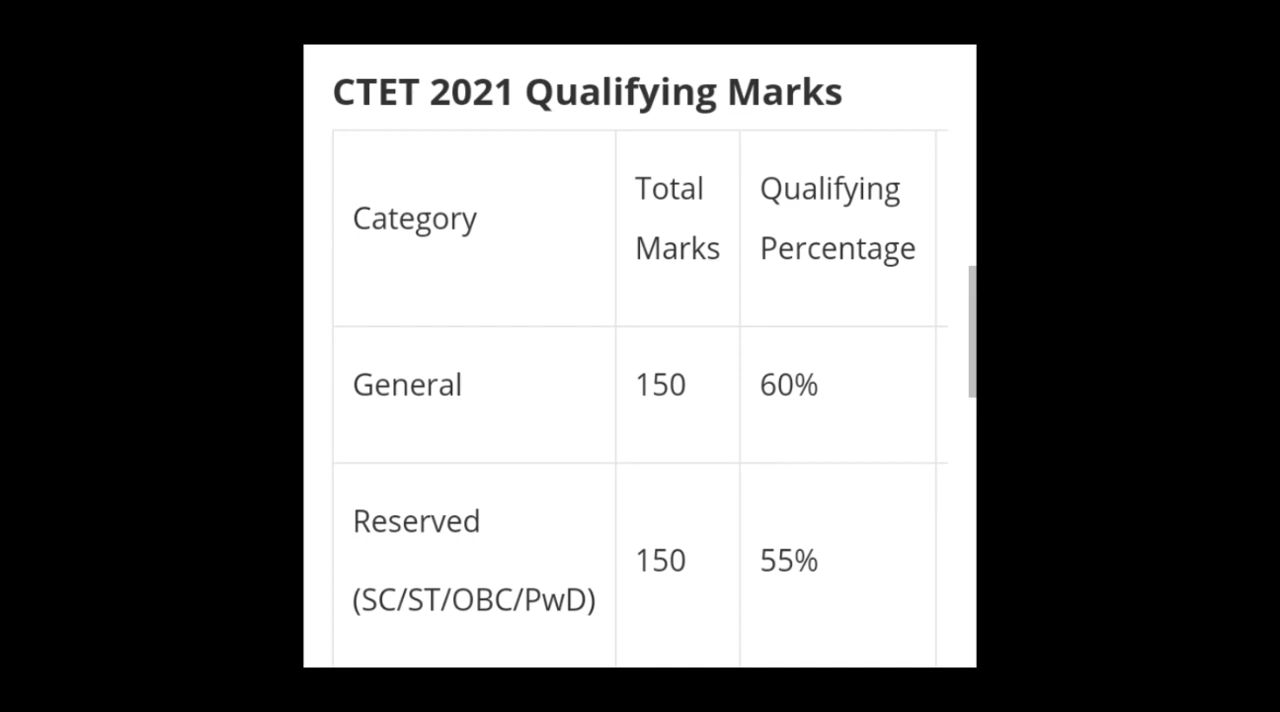 CTET 2021 Qualifying Marks
Category
Total
Marks
Qualifying
Percentage
General
150
60%
Reserved
(SC/ST/OBC/PwD)
150
55%